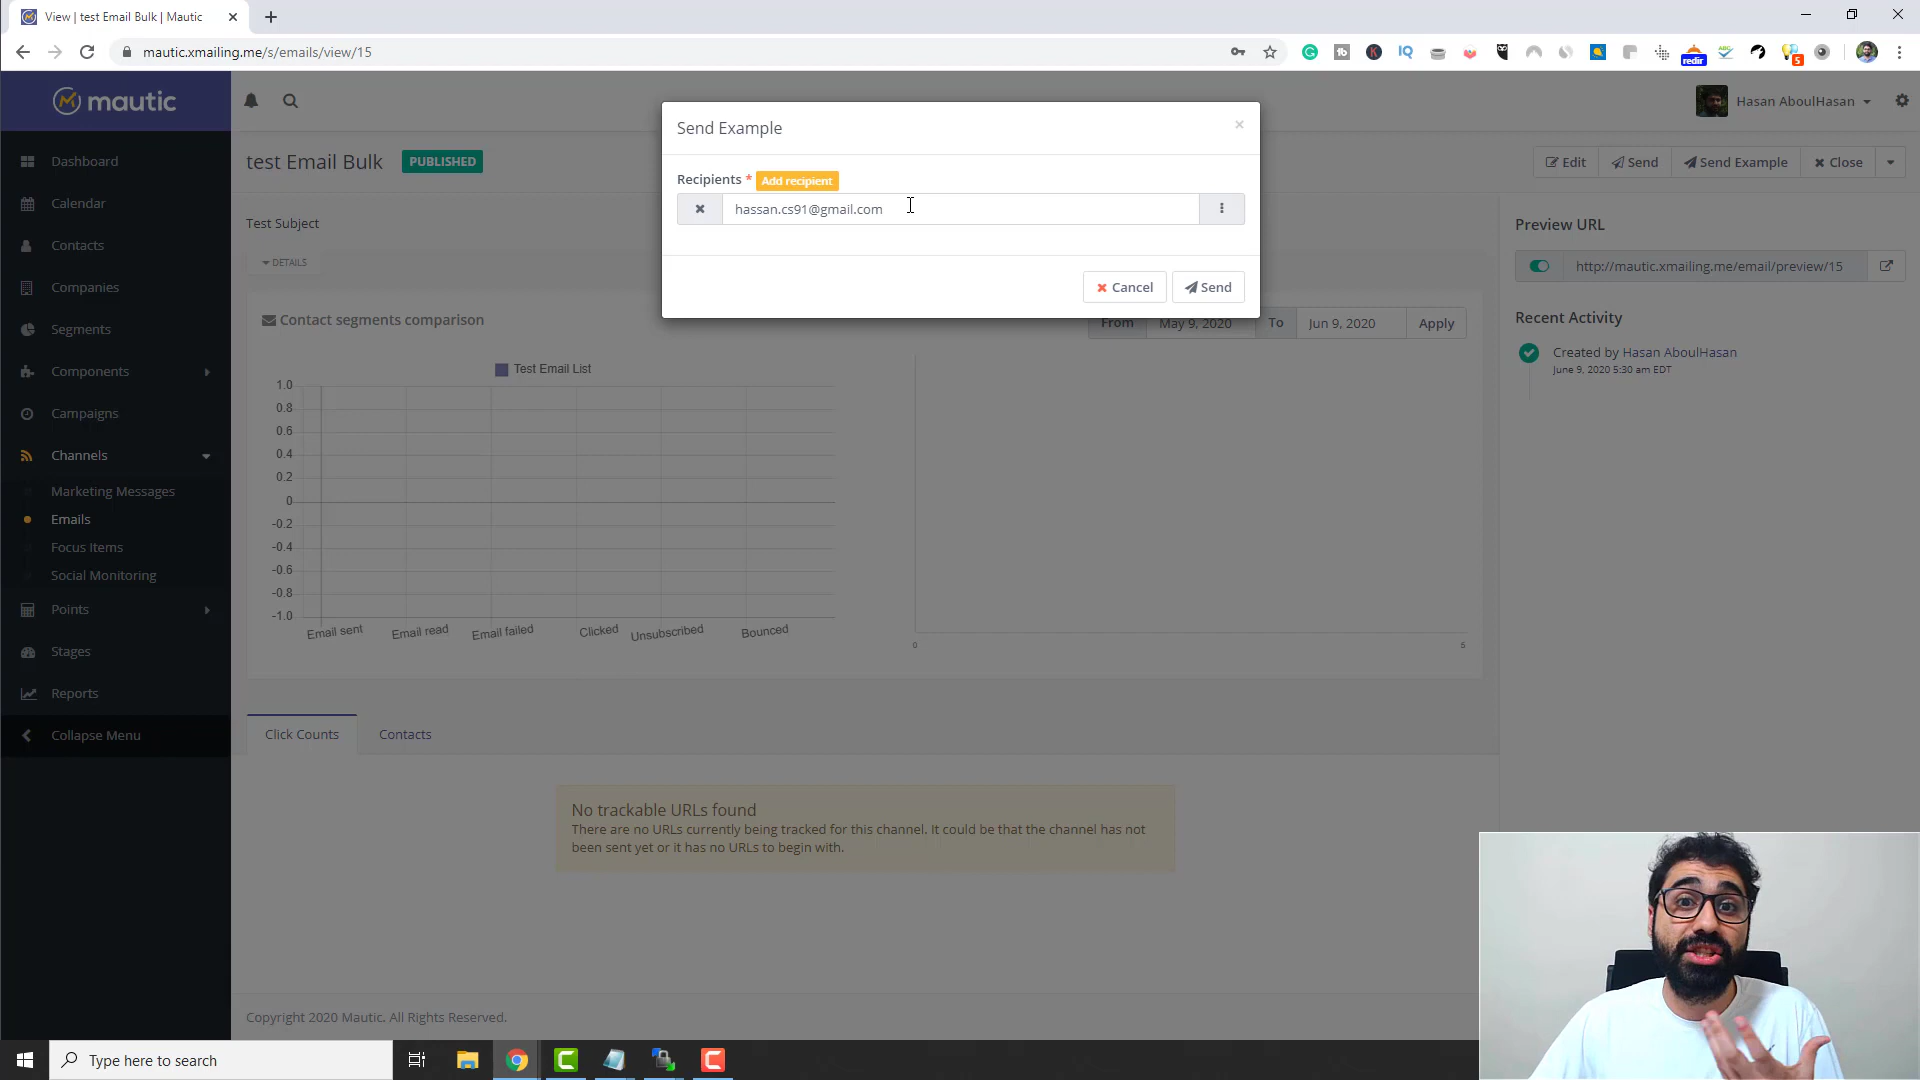 View | test Email Bulk | Mautic
mautic.xmailing.me/s/emails/view/15
redir
ABC
5
tb
K
IQ
mautic
Hasan AboulHasan
Dashboard
Calendar
Contacts
Companies
Segments
Components
Campaigns
Channels
Marketing Messages
Emails
Focus Items
Social Monitoring
Points
Stages
Reports
Collapse Menu
test Email Bulk PUBLISHED
Edit Send Send Example Close
Test Subject
DETAILS
Send Example
Recipients * Add recipient
hassan.cs91@gmail.com
Cancel Send
Contact segments comparison
From May 9, 2020 To Jun 9, 2020 Apply
Test Email List
1.0
0.8
0.6
0.4
0.2
0
-0.2
-0.4
-0.6
-0.8
-1.0
Email sent Email read Email failed Clicked Unsubscribed Bounced
0 5
Preview URL
http://mautic.xmailing.me/email/preview/15
Recent Activity
Created by Hasan AboulHasan
June 9, 2020 5:30 am EDT
Click Counts Contacts
No trackable URLs found
There are no URLs currently being tracked for this channel. It could be that the channel has not
been sent yet or it has no URLs to begin with.
Copyright 2020 Mautic. All Rights Reserved.
Type here to search